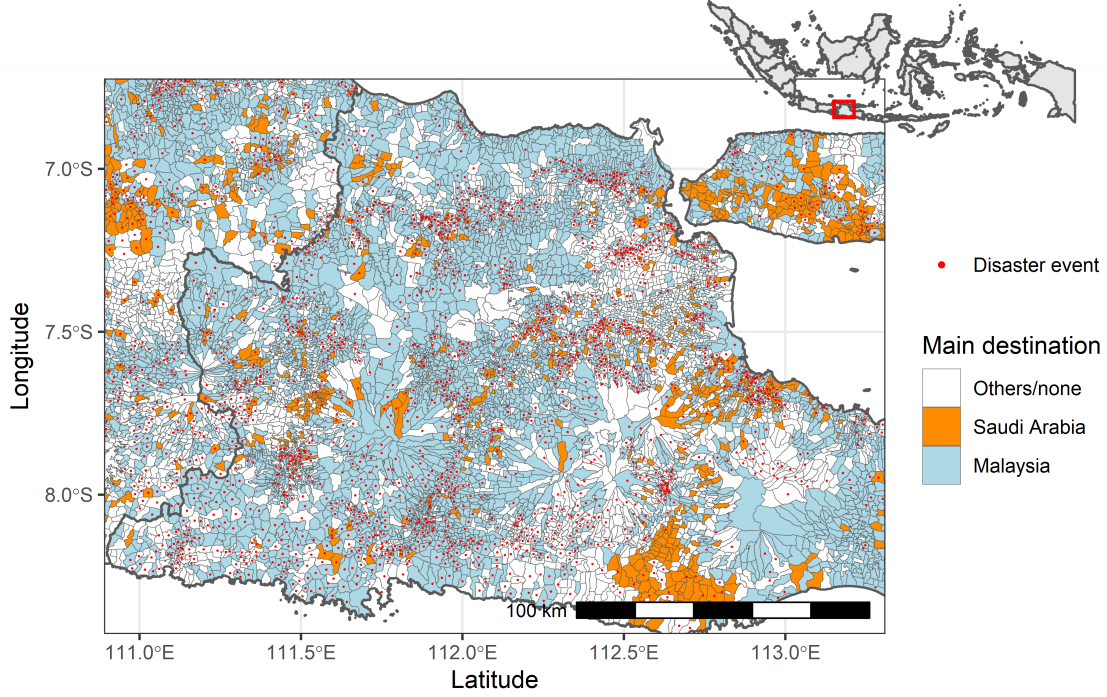 7.0°S
7.5°S
8.0°S
Longitude
Disaster event
Main destination
Others/none
Saudi Arabia
Malaysia
100 km
111.0°E 111.5°E 112.0°E 112.5°E 113.0°E
Latitude